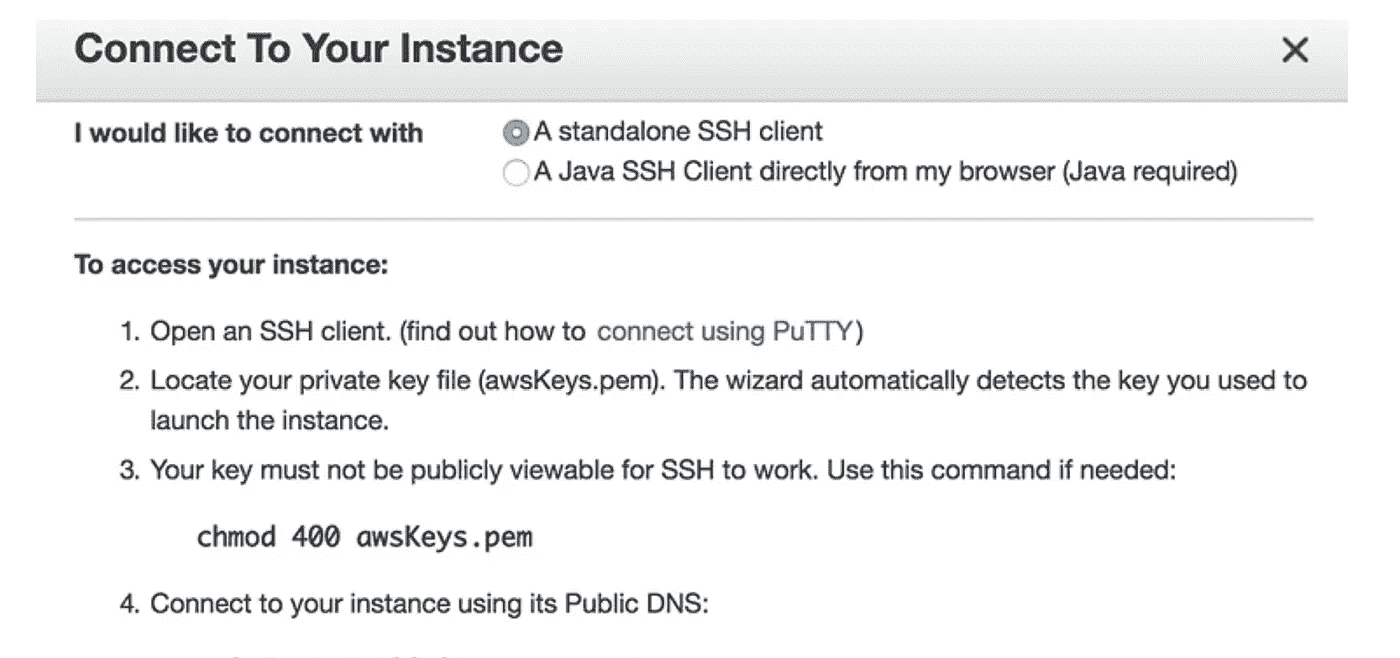 Connect To Your Instance
I would like to connect with
A standalone SSH client
A Java SSH Client directly from my browser (Java required)
To access your instance:
1. Open an SSH client. (find out how to connect using PuTTY)
2. Locate your private key file (awsKeys.pem). The wizard automatically detects the key you used to
launch the instance.
3. Your key must not be publicly viewable for SSH to work. Use this command if needed:
chmod 400 awsKeys.pem
4. Connect to your instance using its Public DNS: